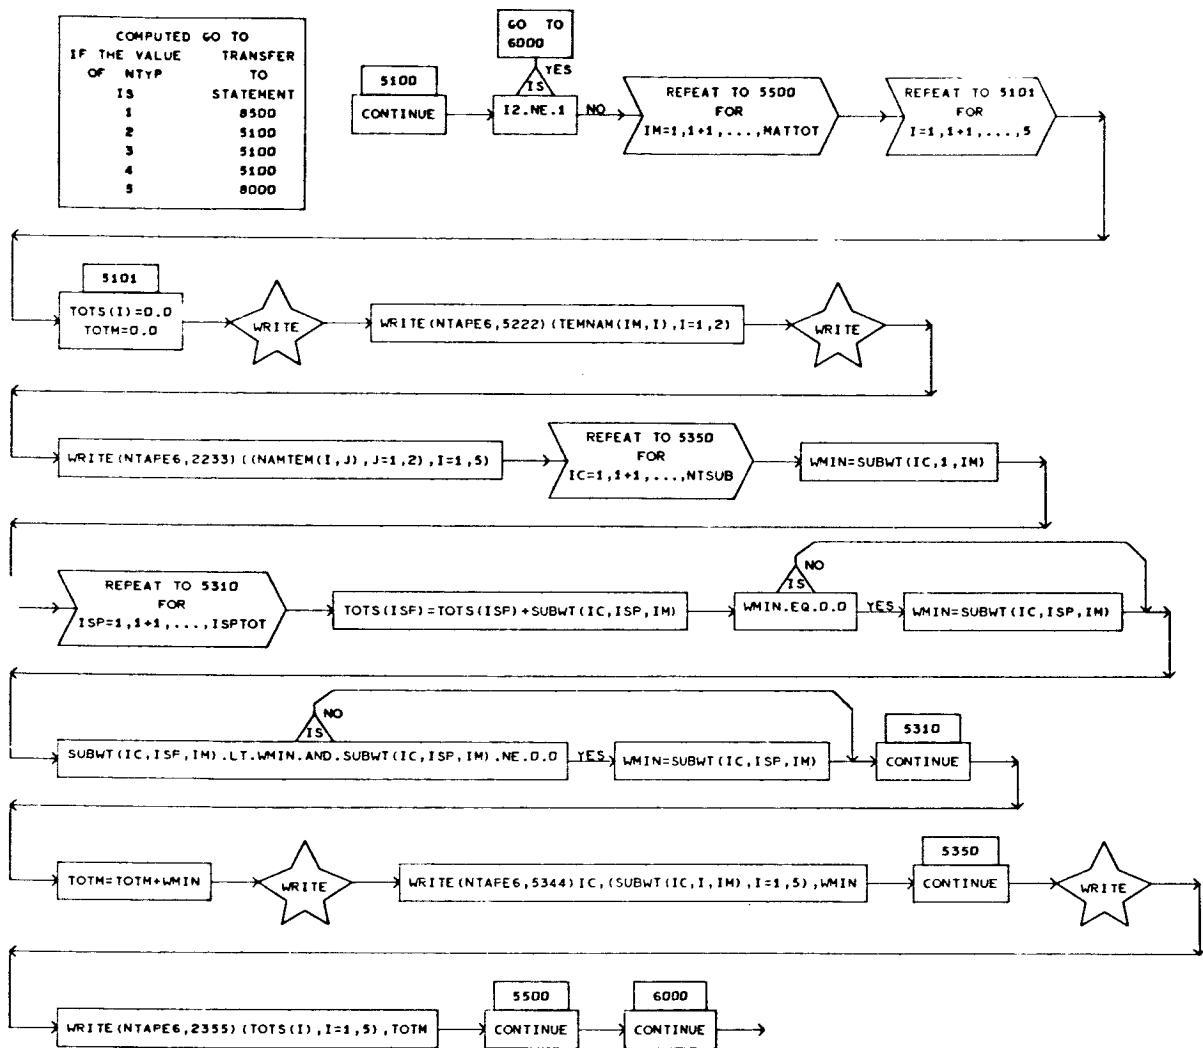 COMPUTED GO TO
IF THE VALUE TRANSFER
OF NTYP TO
IS STATEMENT
1 8500
2 5100
3 5100
4 5100
5 8000
5100
CONTINUE
GO TO
6000
YES
IS
I2.NE.1
NO
REPEAT TO 5500
FOR
IM=1,1+1,...,MATTOT
REPEAT TO 5101
FOR
I=1,1+1,...,5
5101
TOTS(I)=0.0
TOTM=0.0
WRITE
WRITE(NTAPE6,5222)(TEMNAM(IM,I),I=1,2)
WRITE
WRITE(NTAPE6,2233)((NAMTEM(I,J),J=1,2),I=1,5)
REPEAT TO 5350
FOR
IC=1,1+1,...,NTSUB
WMIN=SUBWT(IC,1,IM)
REPEAT TO 5310
FOR
ISP=1,1+1,...,ISPTOT
TOTS(ISP)=TOTS(ISP)+SUBWT(IC,ISP,IM)
NO
IS
WMIN.EQ.0.0
YES
WMIN=SUBWT(IC,ISP,IM)
NO
IS
SUBWT(IC,ISP,IM).LT.WMIN.AND.SUBWT(IC,ISP,IM).NE.0.0
YES
WMIN=SUBWT(IC,ISP,IM)
5310
CONTINUE
TOTM=TOTM+WMIN
WRITE
WRITE(NTAPE6,5344)IC,(SUBWT(IC,I,IM),I=1,5),WMIN
5350
CONTINUE
WRITE
WRITE(NTAPE6,2355)(TOTS(I),I=1,5),TOTM
5500
CONTINUE
6000
CONTINUE